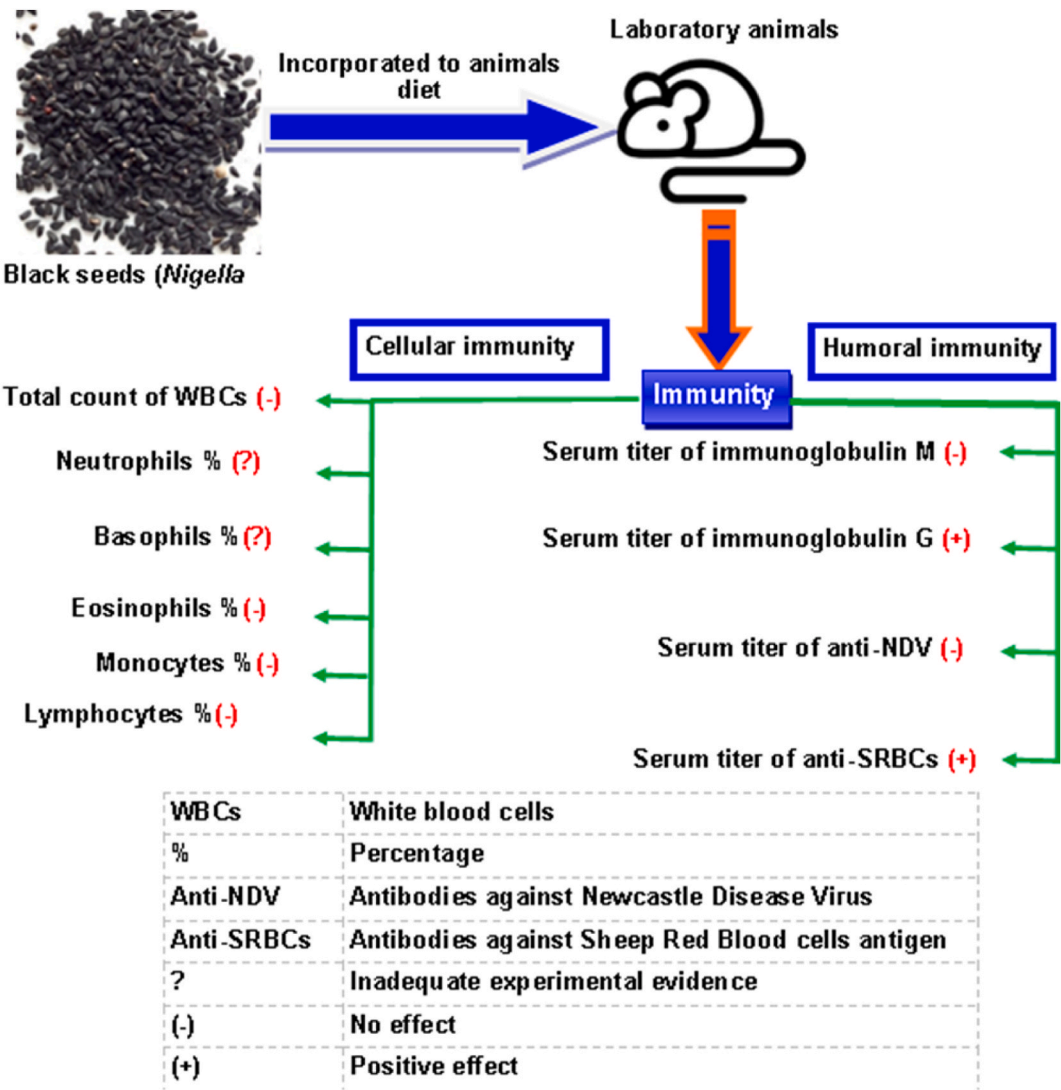 Laboratory animals
Incorporated to animals
diet
Black seeds (Nigella
Cellular immunity
Humoral immunity
Immunity
Total count of WBCs (-)
Neutrophils % (?)
Basophils % (?)
Eosinophils % (-)
Monocytes % (-)
Lymphocytes % (-)
Serum titer of immunoglobulin M (-)
Serum titer of immunoglobulin G (+)
Serum titer of anti-NDV (-)
Serum titer of anti-SRBCs (+)
WBCs White blood cells
% Percentage
Anti-NDV Antibodies against Newcastle Disease Virus
Anti-SRBCs Antibodies against Sheep Red Blood cells antigen
? Inadequate experimental evidence
(-) No effect
(+) Positive effect